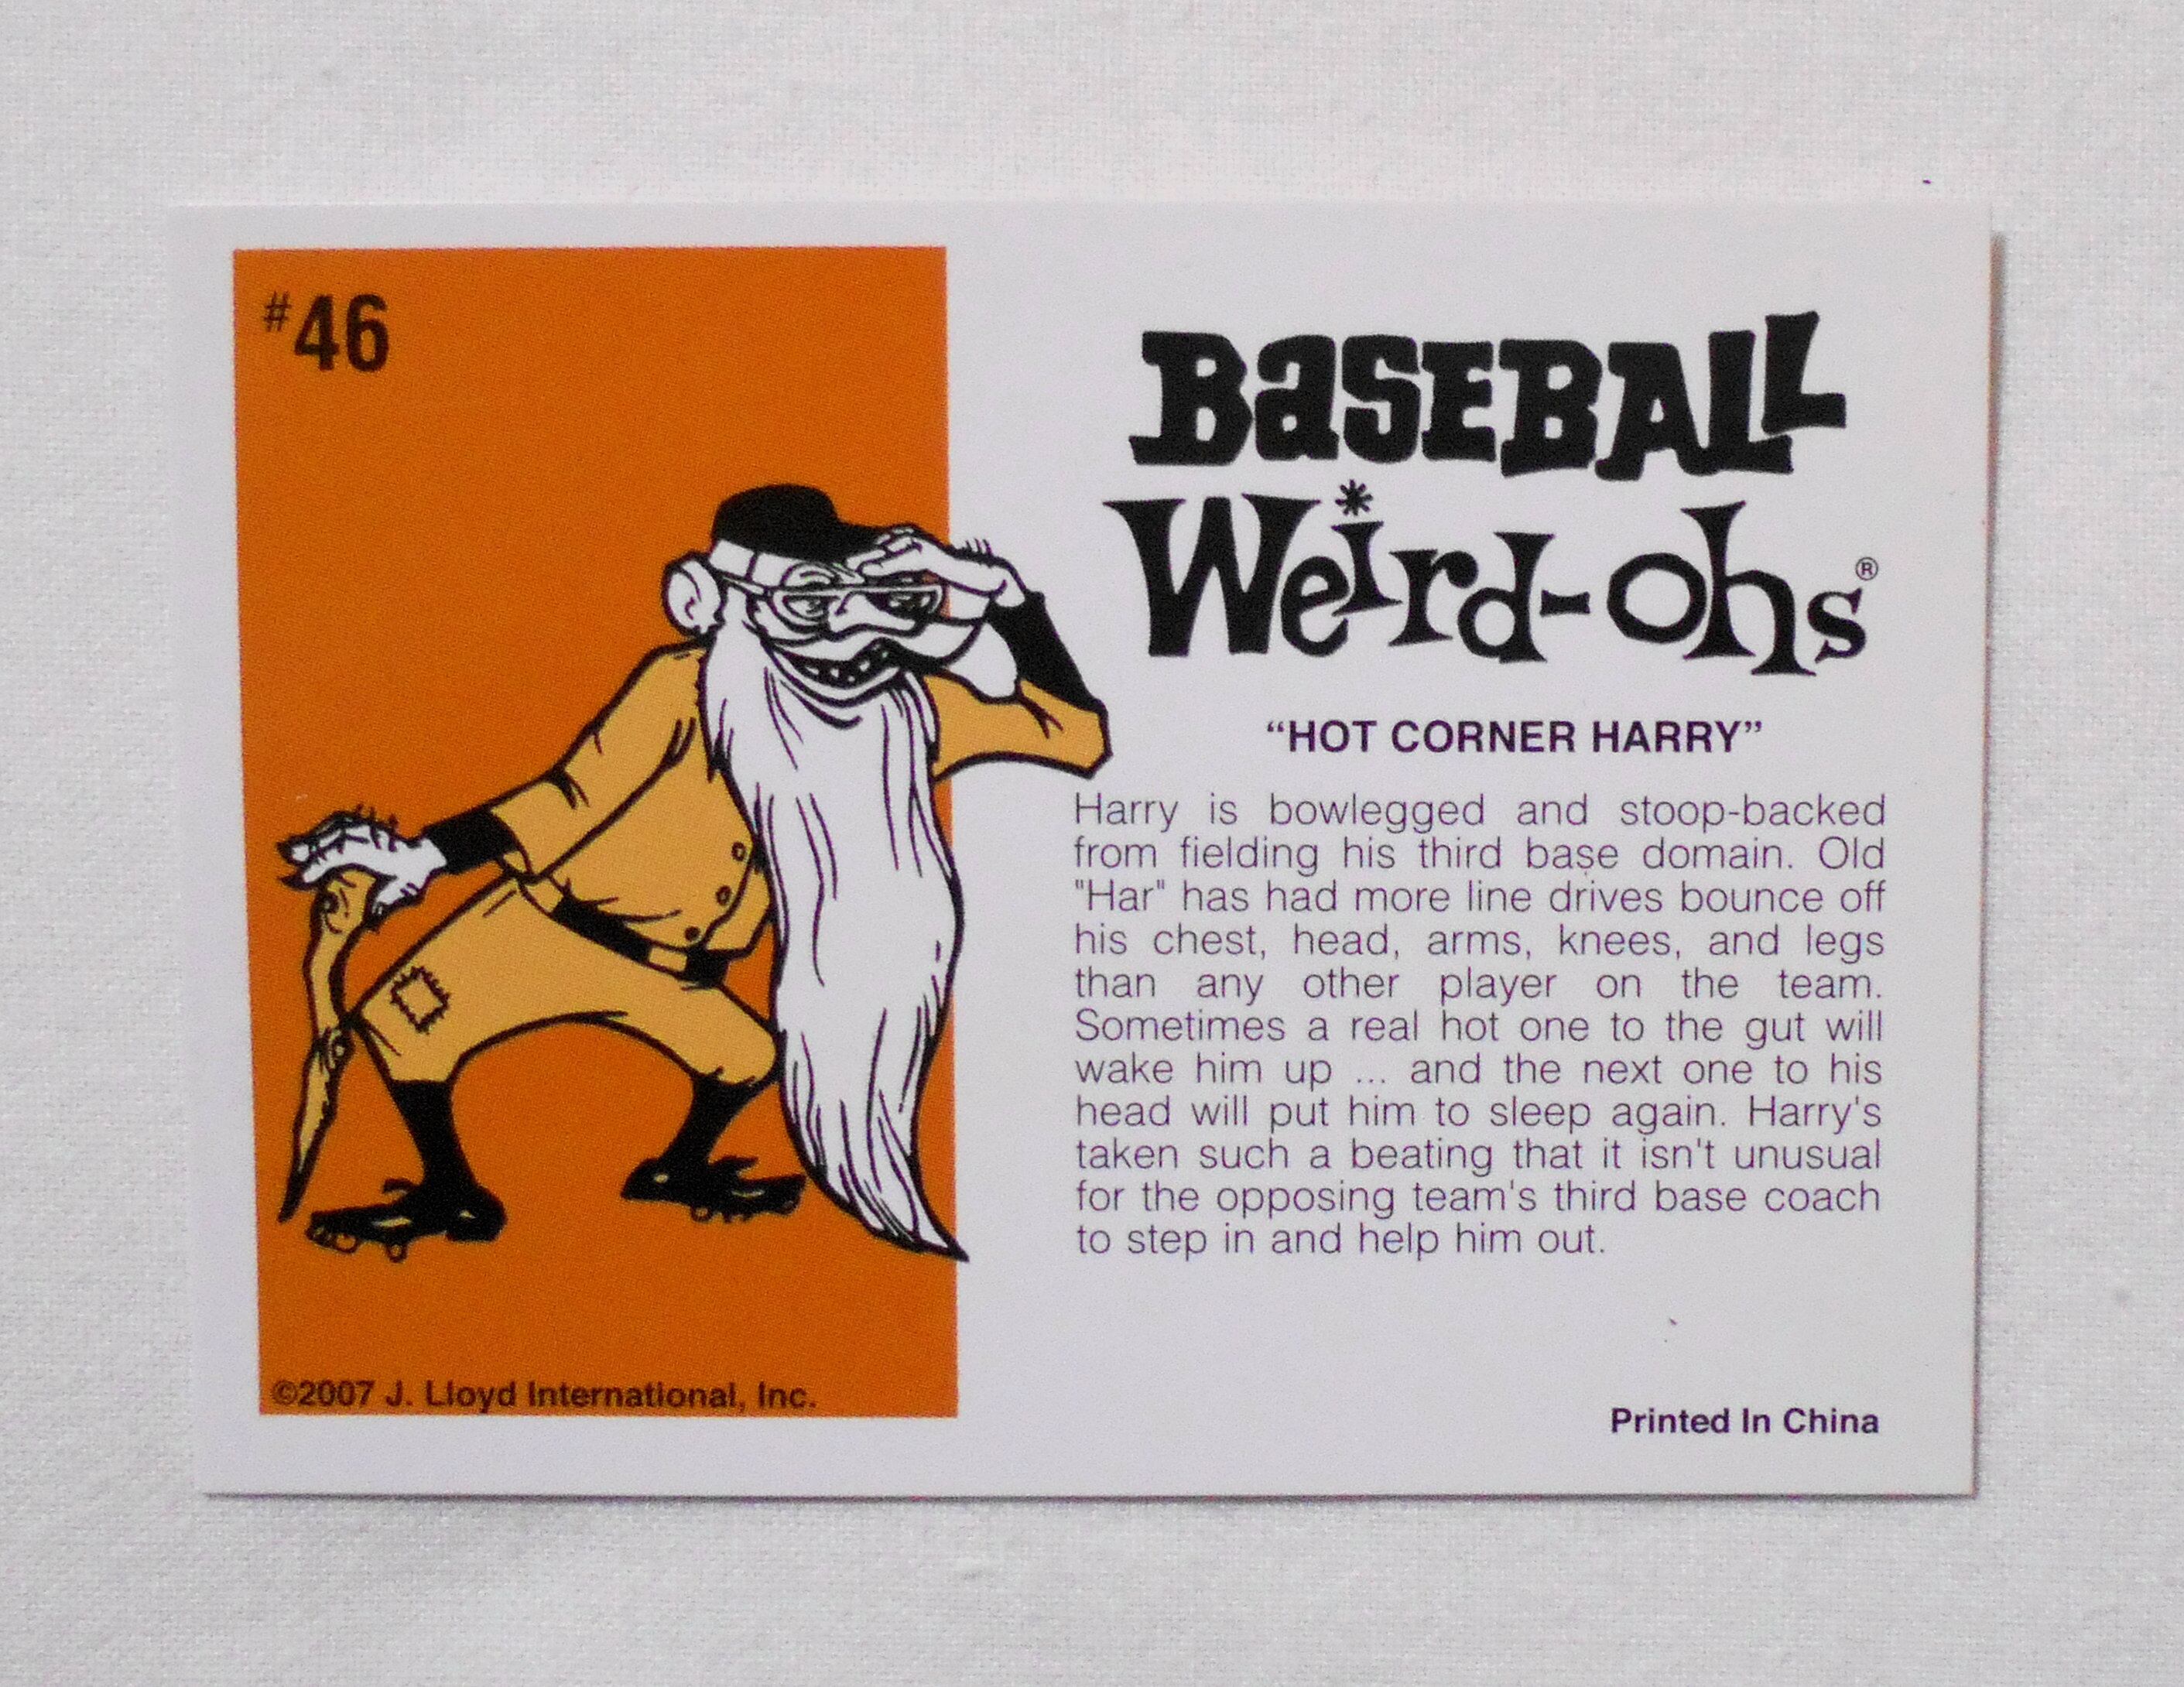 #46
BaSEBALL
Weird-ohs®
“HOT CORNER HARRY”
Harry is bowlegged and stoop-backed
from fielding his third base domain. Old
"Har" has had more line drives bounce off
his chest, head, arms, knees, and legs
than any other player on the team.
Sometimes a real hot one to the gut will
wake him up ... and the next one to his
head will put him to sleep again. Harry's
taken such a beating that it isn't unusual
for the opposing team's third base coach
to step in and help him out.
©2007 J. Lloyd International, Inc.
Printed In China